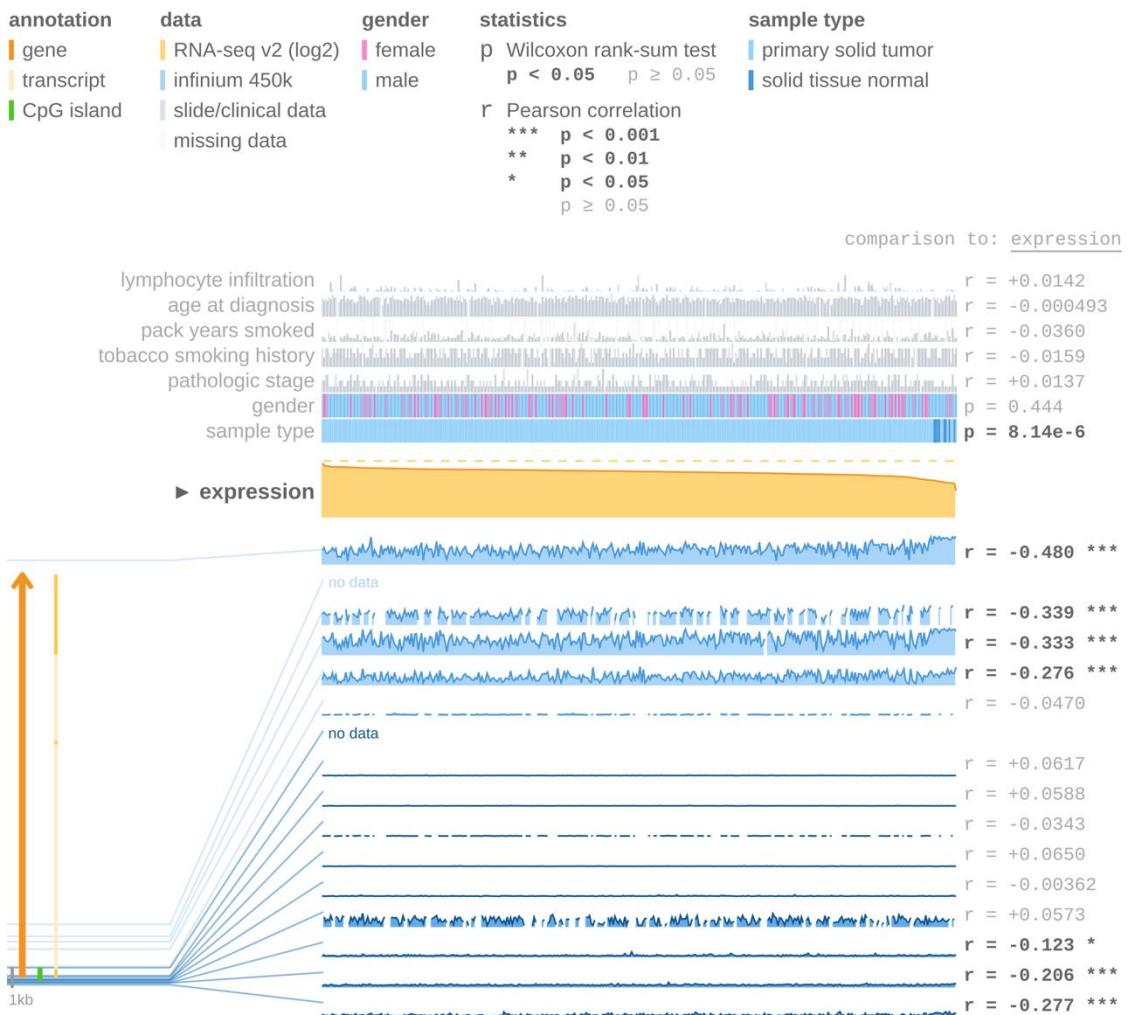 annotation data gender statistics sample type
gene RNA-seq v2 (log2) female p Wilcoxon rank-sum test primary solid tumor
p < 0.05 p ≥ 0.05
transcript infinium 450k male solid tissue normal
CpG island slide/clinical data r Pearson correlation
*** p < 0.001
missing data
** p < 0.01
* p < 0.05
p ≥ 0.05
comparison to: expression
lymphocyte infiltration r = +0.0142
age at diagnosis r = -0.000493
pack years smoked r = -0.0360
tobacco smoking history r = -0.0159
pathologic stage r = +0.0137
gender p = 0.444
sample type p = 8.14e-6
► expression
r = -0.480 ***
no data
r = -0.339 ***
r = -0.333 ***
r = -0.276 ***
r = -0.0470
no data
r = +0.0617
r = +0.0588
r = -0.0343
r = +0.0650
r = -0.00362
r = +0.0573
r = -0.123 *
r = -0.206 ***
1kb
r = -0.277 ***